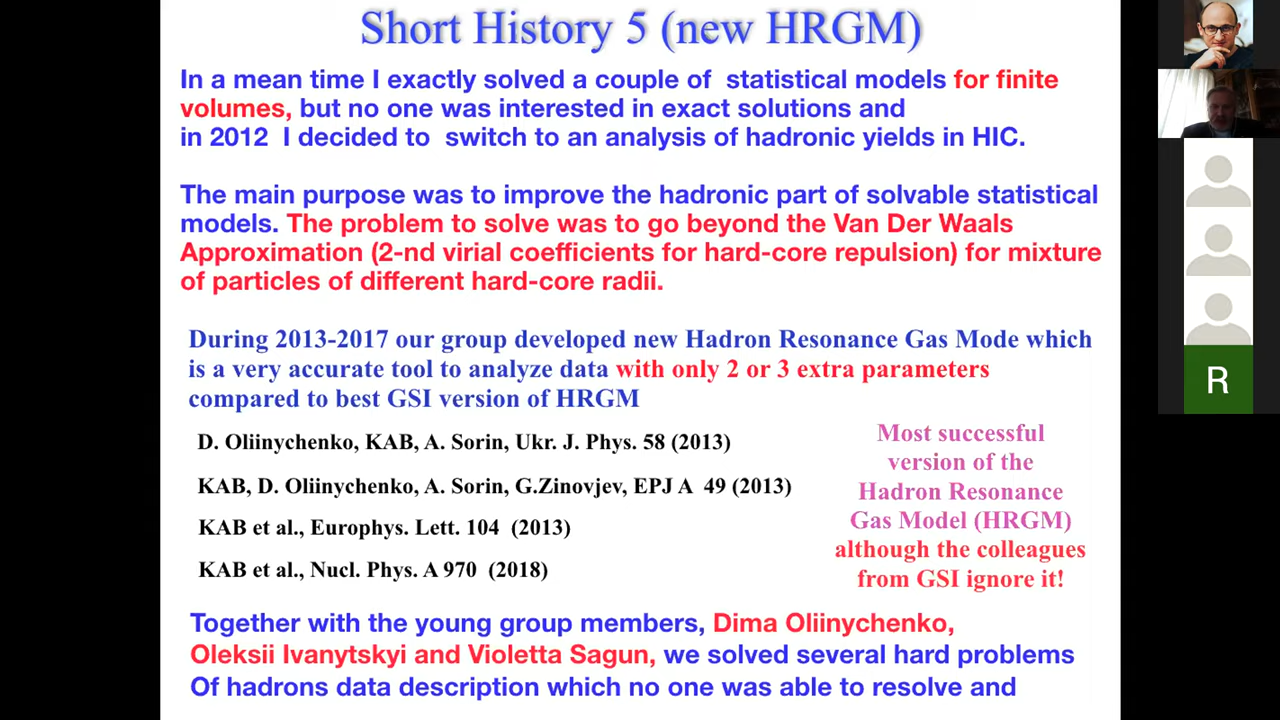 Short History 5 (new HRGM)
In a mean time I exactly solved a couple of statistical models for finite
volumes, but no one was interested in exact solutions and
in 2012 I decided to switch to an analysis of hadronic yields in HIC.
The main purpose was to improve the hadronic part of solvable statistical
models. The problem to solve was to go beyond the Van Der Waals
Approximation (2-nd virial coefficients for hard-core repulsion) for mixture
of particles of different hard-core radii.
During 2013-2017 our group developed new Hadron Resonance Gas Mode which
is a very accurate tool to analyze data with only 2 or 3 extra parameters
compared to best GSI version of HRGM
D. Oliinychenko, KAB, A. Sorin, Ukr. J. Phys. 58 (2013)
KAB, D. Oliinychenko, A. Sorin, G.Zinovjev, EPJ A 49 (2013)
KAB et al., Europhys. Lett. 104 (2013)
KAB et al., Nucl. Phys. A 970 (2018)
Most successful
version of the
Hadron Resonance
Gas Model (HRGM)
although the colleagues
from GSI ignore it!
Together with the young group members, Dima Oliinychenko,
Oleksii Ivanytskyi and Violetta Sagun, we solved several hard problems
Of hadrons data description which no one was able to resolve and
R